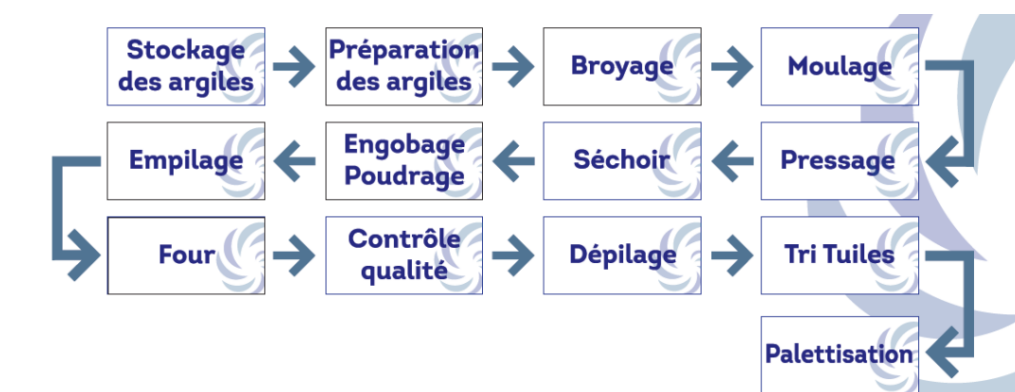 Stockage
des argiles
Préparation
des argiles
Broyage
Moulage
Pressage
Séchoir
Engobage
Poudrage
Empilage
Four
Contrôle
qualité
Dépilage
Tri Tuiles
Palettisation